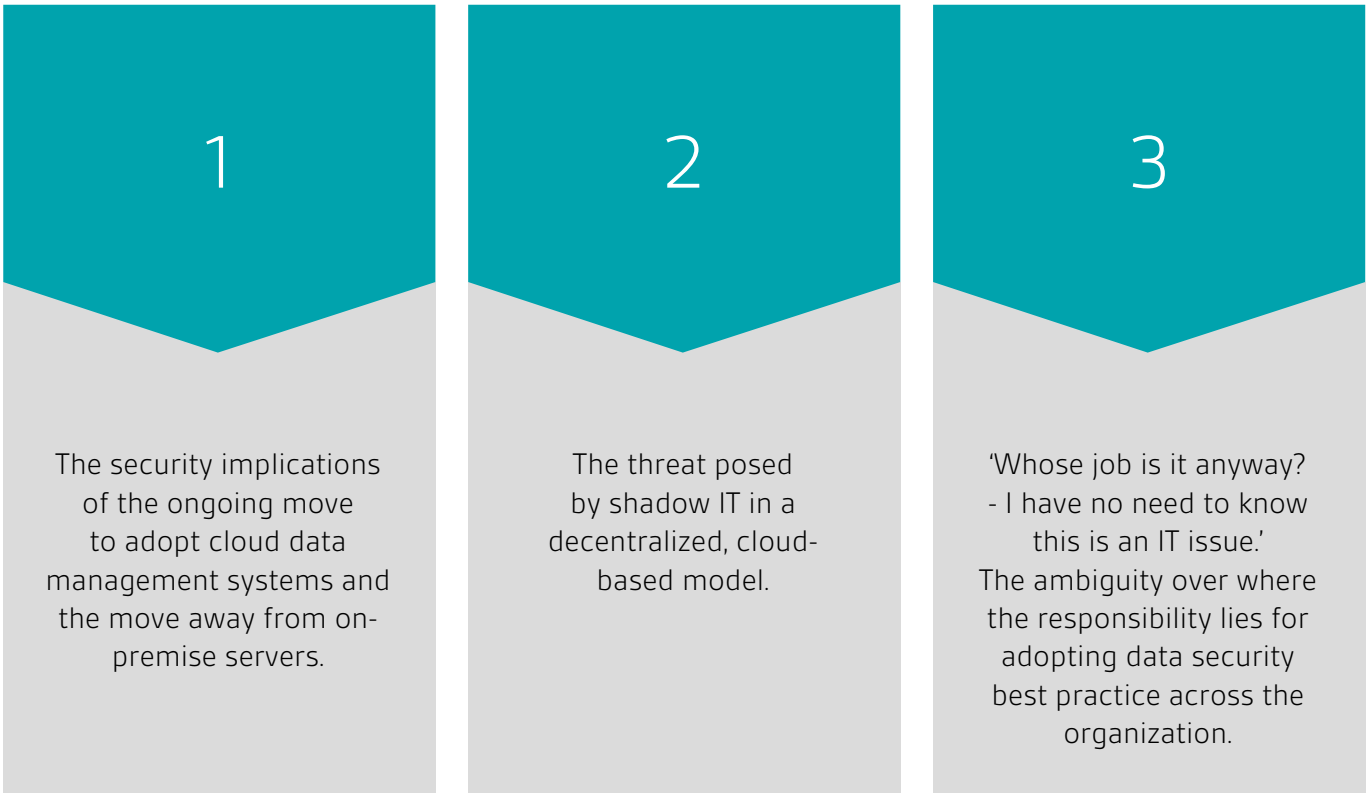 1
The security implications
of the ongoing move
to adopt cloud data
management systems and
the move away from on-
premise servers.
2
The threat posed
by shadow IT in a
decentralized, cloud-
based model.
3
‘Whose job is it anyway?
- I have no need to know
this is an IT issue.’
The ambiguity over where
the responsibility lies for
adopting data security
best practice across the
organization.